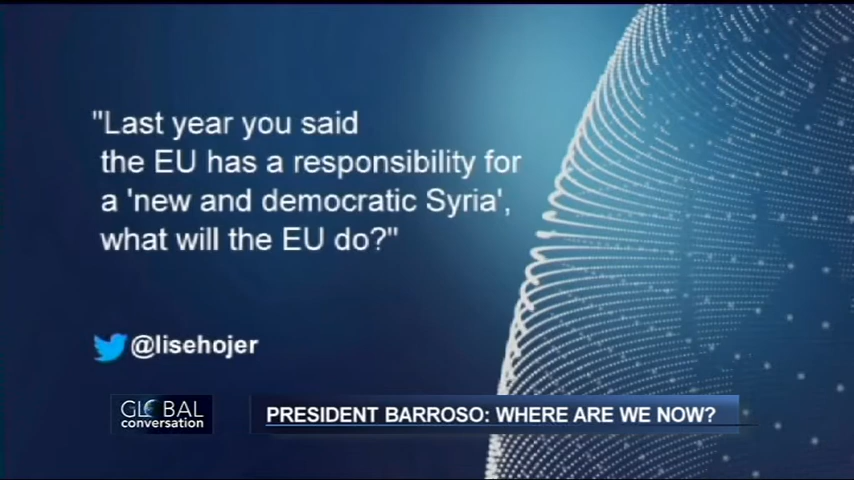 "Last year you said
the EU has a responsibility for
a 'new and democratic Syria',
what will the EU do?"
@lisehojer
GLOBAL
conversation
PRESIDENT BARROSO: WHERE ARE WE NOW?